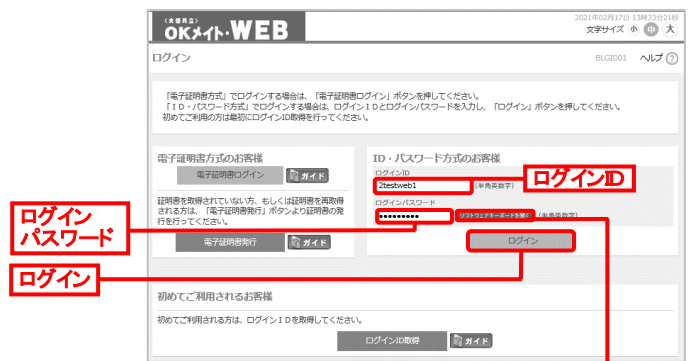 〈大信共立〉
OKメイト・WEB
2021年02月17日 13時33分21秒
文字サイズ 小 中 大
ログイン
BLGI001 ヘルプ ?
「電子証明書方式」でログインする場合は、「電子証明書ログイン」ボタンを押してください。
「ID・パスワード方式」でログインする場合は、ログインIDとログインパスワードを入力し、「ログイン」ボタンを押してください。
初めてご利用の方は最初にログインID取得を行ってください。
電子証明書方式のお客様
電子証明書ログイン ガイド
証明書を取得されていない方、もしくは証明書を再取得
される方は、「電子証明書発行」ボタンより証明書の発
行を行ってください。
電子証明書発行 ガイド
ID・パスワード方式のお客様
ログインID
2testweb1 (半角英数字)
ログインID
ログインパスワード
●●●●●●●●● ソフトウェアキーボードを開く (半角英数字)
ログイン
ログイン
パスワード
ログイン
初めてご利用されるお客様
初めてご利用される方は、ログインIDを取得してください。
ログインID取得 ガイド